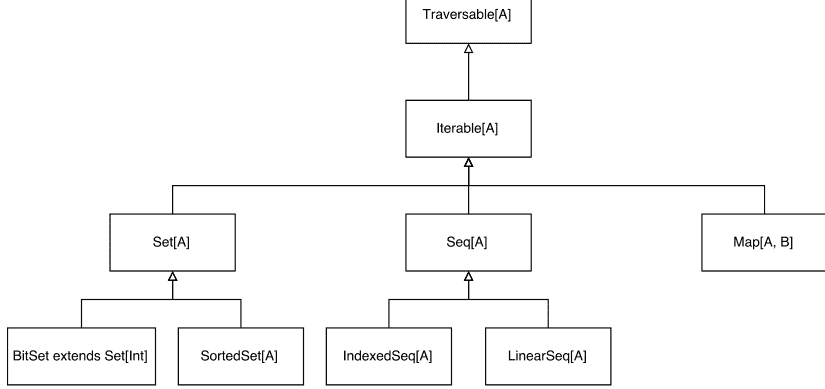 Traversable[A]
Iterable[A]
Set[A]
Seq[A]
Map[A, B]
BitSet extends Set[Int]
SortedSet[A]
IndexedSeq[A]
LinearSeq[A]